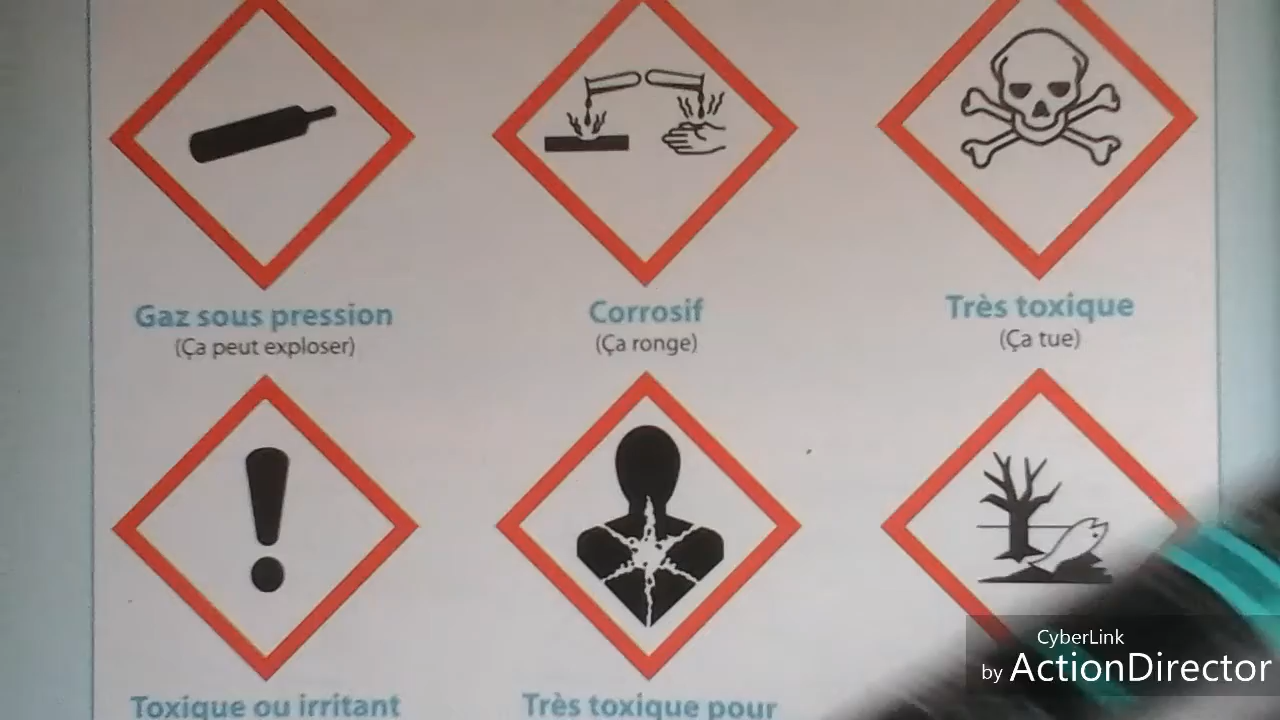 Gaz sous pression
(Ça peut exploser)
Corrosif
(Ça ronge)
Très toxique
(Ça tue)
Toxique ou irritant
Très toxique pour
CyberLink
by ActionDirector